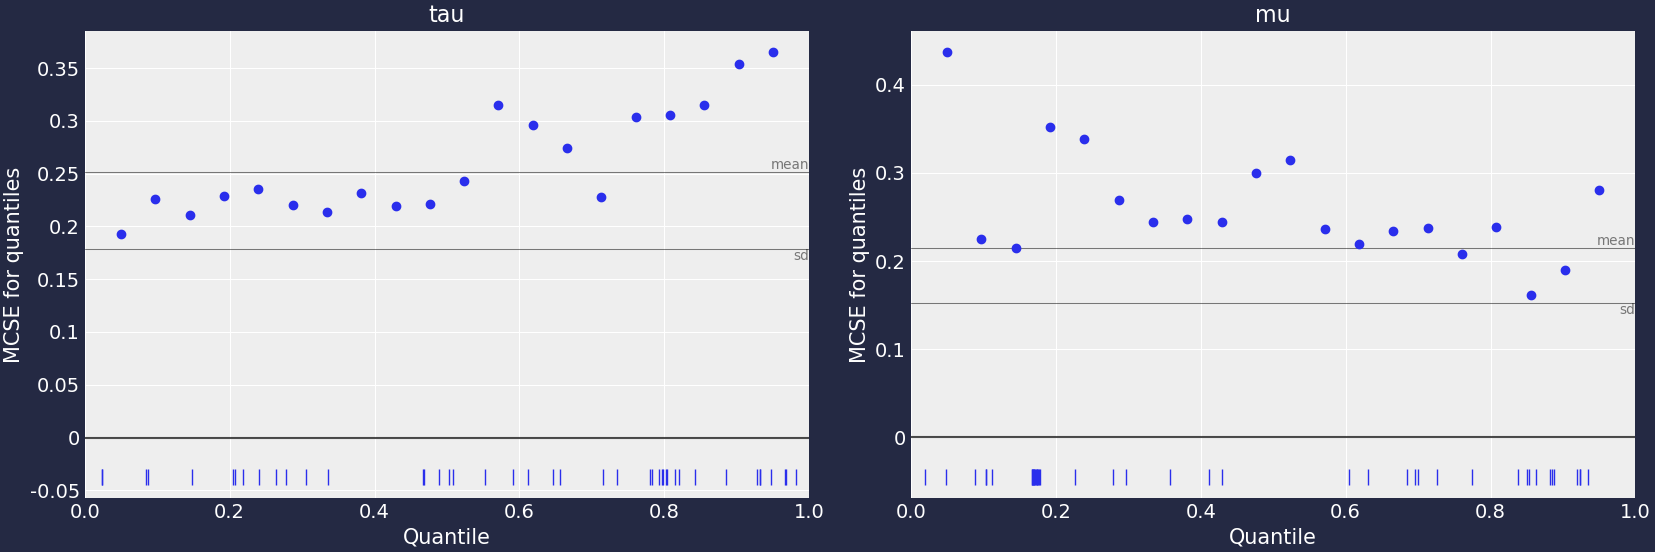 tau
MCSE for quantiles
0.35
0.3
0.25
0.2
0.15
0.1
0.05
0
-0.05
mean
sd
0.0 0.2 0.4 0.6 0.8 1.0
Quantile
mu
MCSE for quantiles
0.4
0.3
0.2
0.1
0
mean
sd
0.0 0.2 0.4 0.6 0.8 1.0
Quantile